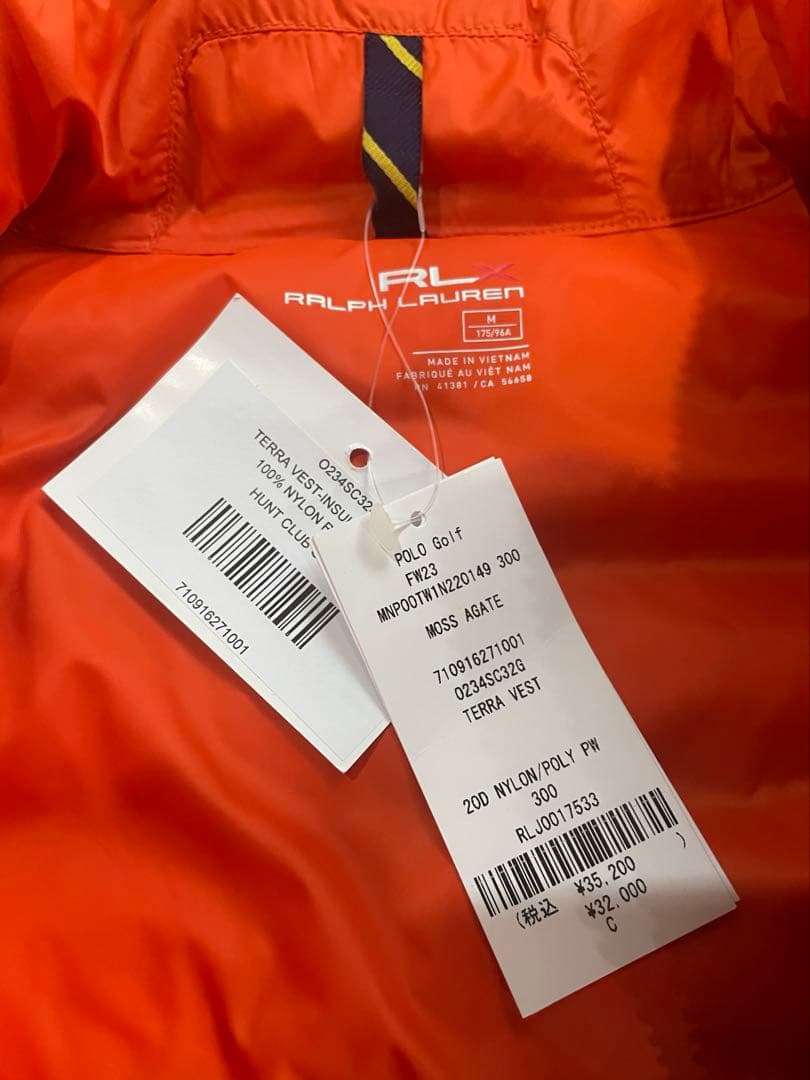 RLX
RALPH LAUREN
M
175/96A
MADE IN VIETNAM
FABRIQUÉ AU VIÊT NAM
RN 41381 / CA 56658
O234SC32
TERRA VEST-INSU
100% NYLON F
HUNT CLUB
710916271001
POLO Golf
FW23
MNPOOTW1N220149 300
MOSS AGATE
710916271001
O234SC32G
TERRA VEST
20D NYLON/POLY PW
300
RLJ0017533
¥35,200
(税込 ¥32,000 )
C